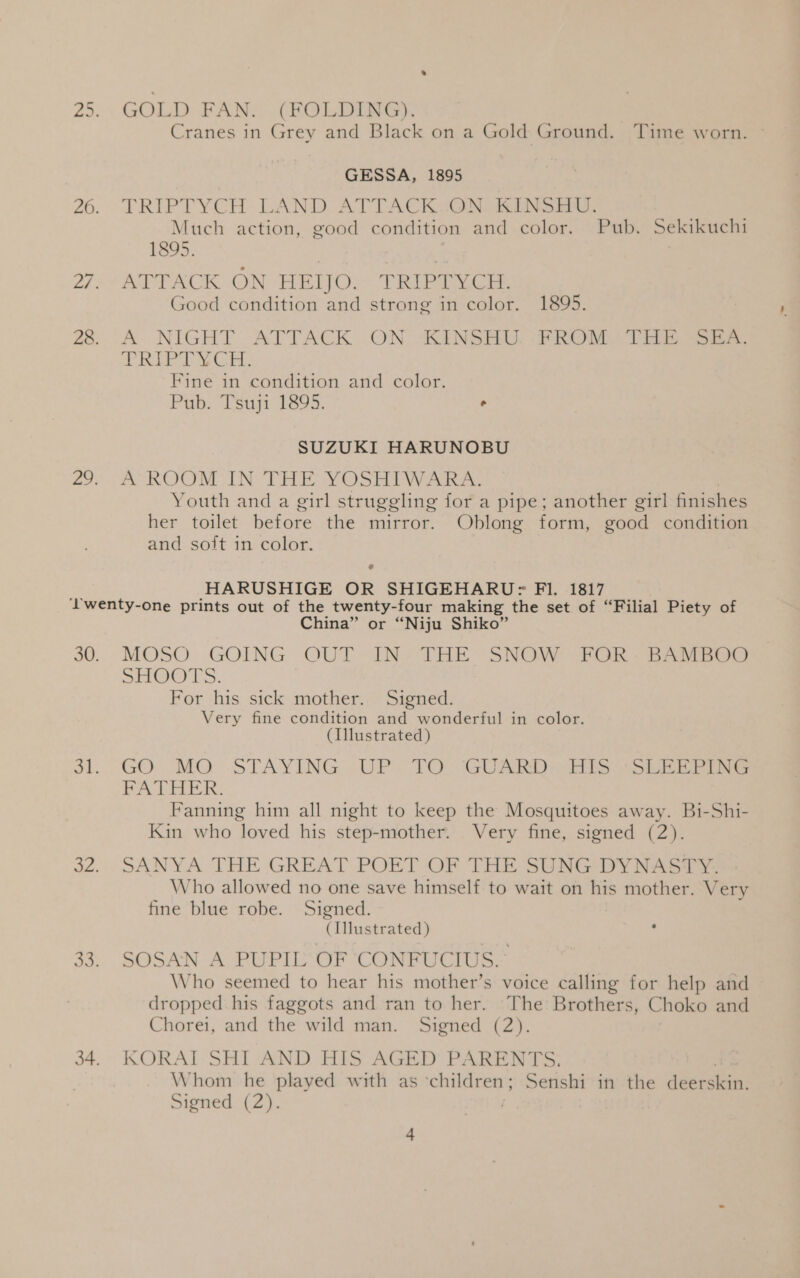 25. GOLD FAN. (FOLDING).
Cranes in Grey and Black on a Gold Ground. Time worn.
GESSA, 1895
26. TRIPTYCH LAND ATTACK ON KINSHU.
Much action, good condition and color. Pub. Sekikuchi
1895.
27. ATTACK ON HEIJO. TRIPTYCH.
Good condition and strong in color. 1895.
28. A NIGHT ATTACK ON KINSHU FROM THE SEA.
TRIPTYCH.
Fine in condition and color.
Pub. Tsuji 1895.
SUZUKI HARUNOBU
29. A ROOM IN THE YOSHIWARA.
Youth and a girl struggling for a pipe; another girl finishes
her toilet before the mirror. Oblong form, good condition
and soft in color.
HARUSHIGE OR SHIGEHARU: Fl. 1817
Twenty-one prints out of the twenty-four making the set of “Filial Piety of
China” or “Niju Shiko”
30. MOSO GOING OUT IN THE SNOW FOR BAMBOO
SHOOTS.
For his sick mother. Signed.
Very fine condition and wonderful in color.
(Illustrated)
31. GO MO STAYING UP TO GUARD HIS SLEEPING
FATHER.
Fanning him all night to keep the Mosquitoes away. Bi-Shi-
Kin who loved his step-mother. Very fine, signed (2).
32. SANYA THE GREAT POET OF THE SUNG DYNASTY.
Who allowed no one save himself to wait on his mother. Very
fine blue robe. Signed.
(Illustrated)
33. SOSAN A PUPIL OF CONFUCIUS.
Who seemed to hear his mother’s voice calling for help and
dropped his faggots and ran to her. The Brothers, Choko and
Chorei, and the wild man. Signed (2).
34. KORAI SHI AND HIS AGED PARENTS.
Whom he played with as children; Senshi in the deerskin.
Signed (2).
4